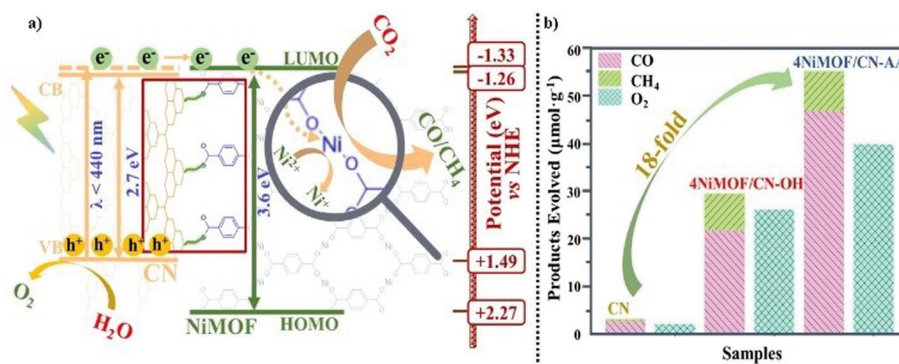 a)
e⁻ e⁻ e⁻ e⁻
LUMO
CO₂
-1.33
-1.26
CB
λ < 440 nm
2.7 eV
3.6 eV
O
Ni
O
Ni²⁺
Ni⁺
CO/CH₄
Potential (eV)
vs NHE
VB
h⁺ h⁺ h⁺ h⁺
CN
+1.49
O₂
H₂O
NiMOF
HOMO
+2.27
b)
Products Evolved (μmol·g⁻¹)
60
50
40
30
20
10
0
CO
CH₄
O₂
4NiMOF/CN-AA
18-fold
4NiMOF/CN-OH
CN
Samples